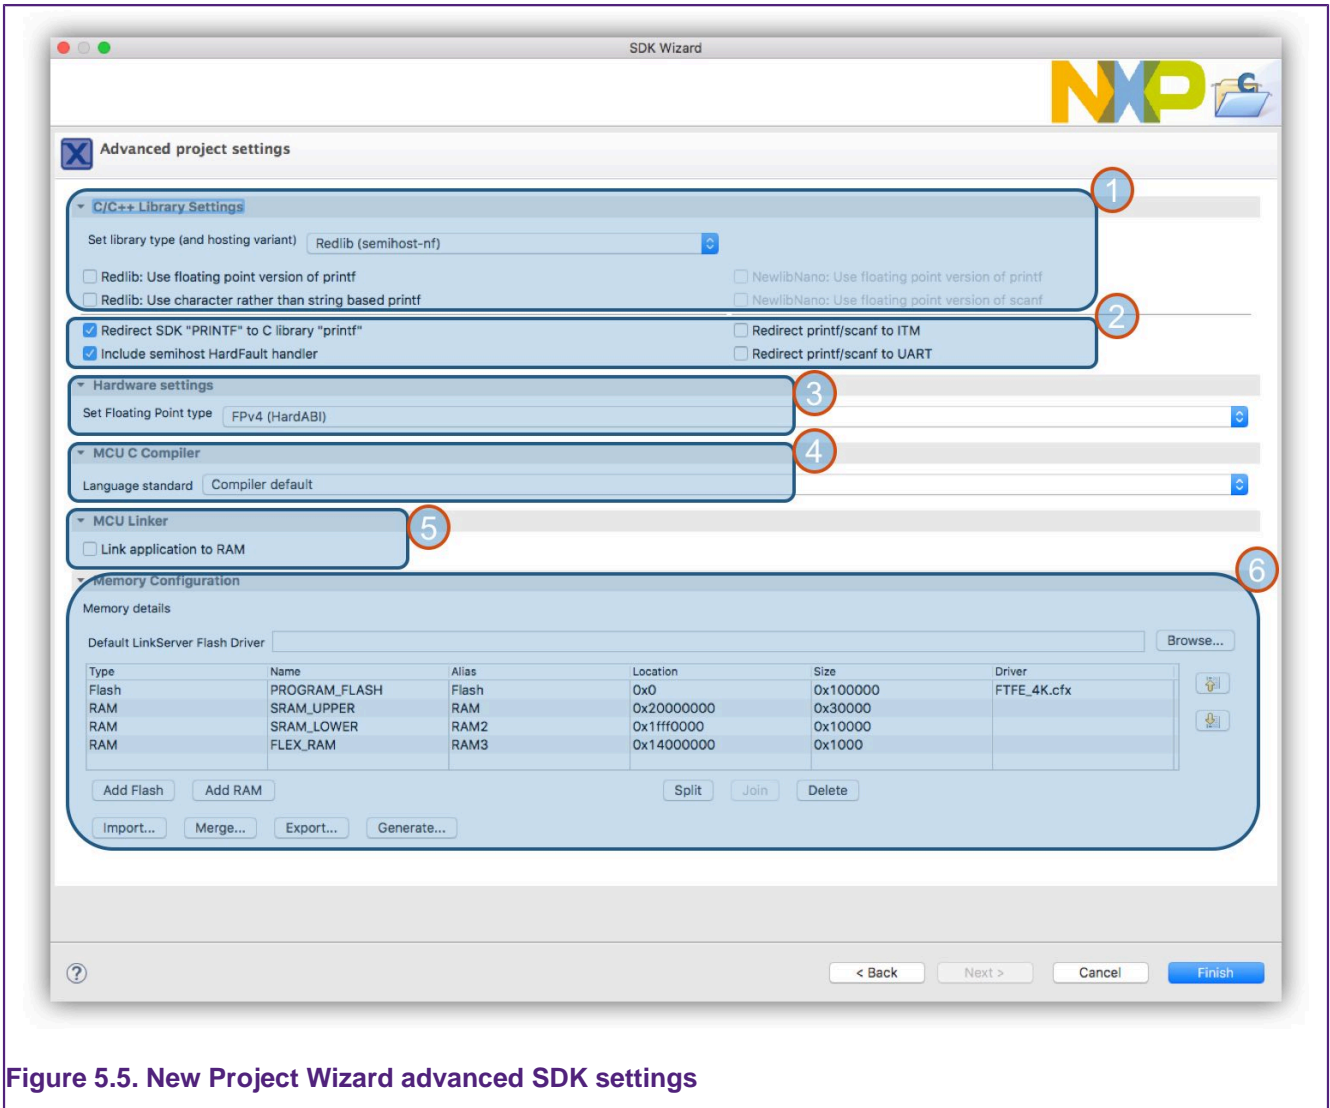 SDK Wizard
NXP
C
Advanced project settings
1
C/C++ Library Settings
Set library type (and hosting variant) Redlib (semihost-nf)
Redlib: Use floating point version of printf NewlibNano: Use floating point version of printf
Redlib: Use character rather than string based printf NewlibNano: Use floating point version of scanf
2
Redirect SDK "PRINTF" to C library "printf" Redirect printf/scanf to ITM
Include semihost HardFault handler Redirect printf/scanf to UART
Hardware settings 3
Set Floating Point type FPv4 (HardABI)
MCU C Compiler 4
Language standard Compiler default
MCU Linker 5
Link application to RAM
6
Memory Configuration
Memory details
Default LinkServer Flash Driver Browse...
Type Name Alias Location Size Driver
Flash PROGRAM_FLASH Flash 0x0 0x100000 FTFE_4K.cfx
RAM SRAM_UPPER RAM 0x20000000 0x30000
RAM SRAM_LOWER RAM2 0x1fff0000 0x10000
RAM FLEX_RAM RAM3 0x14000000 0x1000
Add Flash Add RAM Split Join Delete
Import... Merge... Export... Generate...
? < Back Next > Cancel Finish
Figure 5.5. New Project Wizard advanced SDK settings